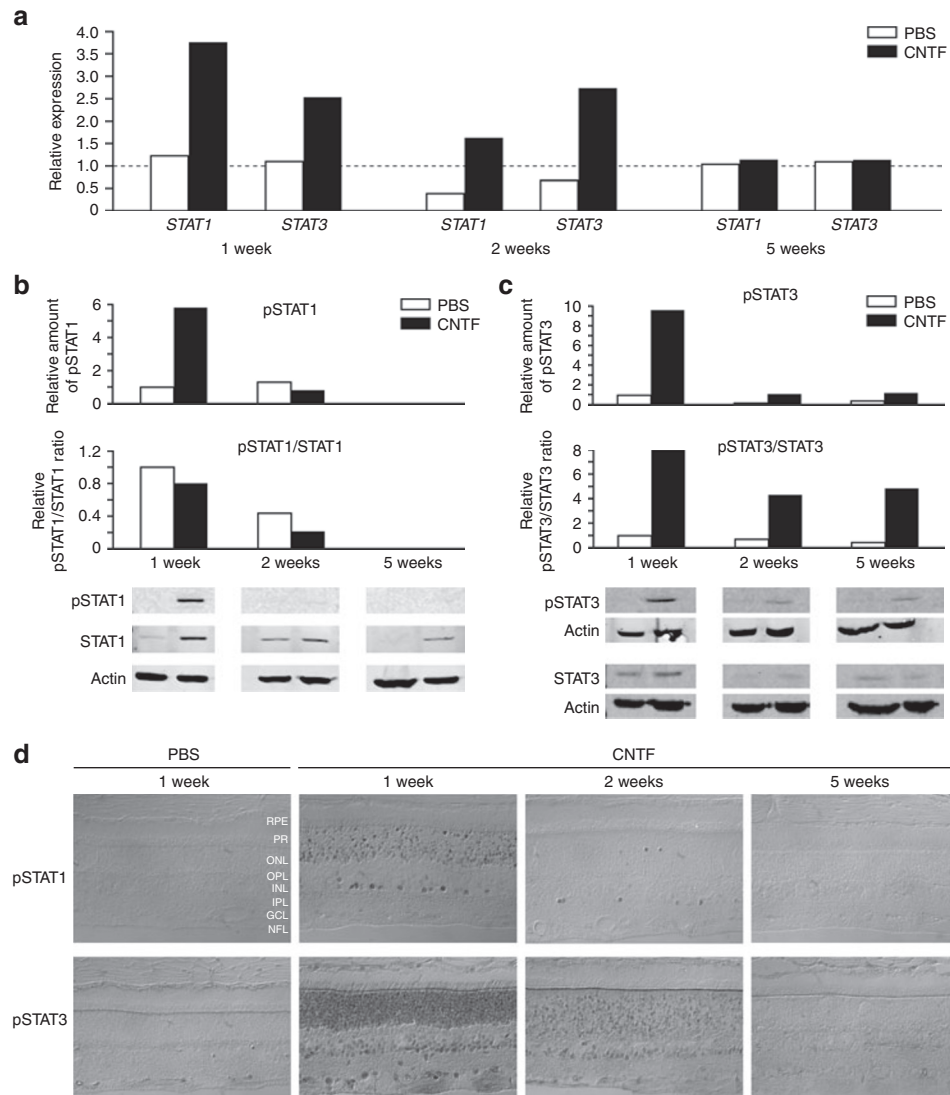 a
PBS
CNTF
Relative expression
4.0
3.5
3.0
2.5
2.0
1.5
1.0
0.5
0
STAT1 STAT3 STAT1 STAT3 STAT1 STAT3
1 week 2 weeks 5 weeks
b
pSTAT1
PBS
CNTF
Relative amount
of pSTAT1
6
4
2
0
pSTAT1/STAT1
Relative
pSTAT1/STAT1 ratio
1.2
0.8
0.4
0
1 week 2 weeks 5 weeks
pSTAT1
STAT1
Actin
c
pSTAT3
PBS
CNTF
Relative amount
of pSTAT3
10
8
6
4
2
0
pSTAT3/STAT3
Relative
pSTAT3/STAT3 ratio
8
6
4
2
0
1 week 2 weeks 5 weeks
pSTAT3
Actin
STAT3
Actin
d
PBS CNTF
1 week 1 week 2 weeks 5 weeks
pSTAT1
RPE
PR
ONL
OPL
INL
IPL
GCL
NFL
pSTAT3